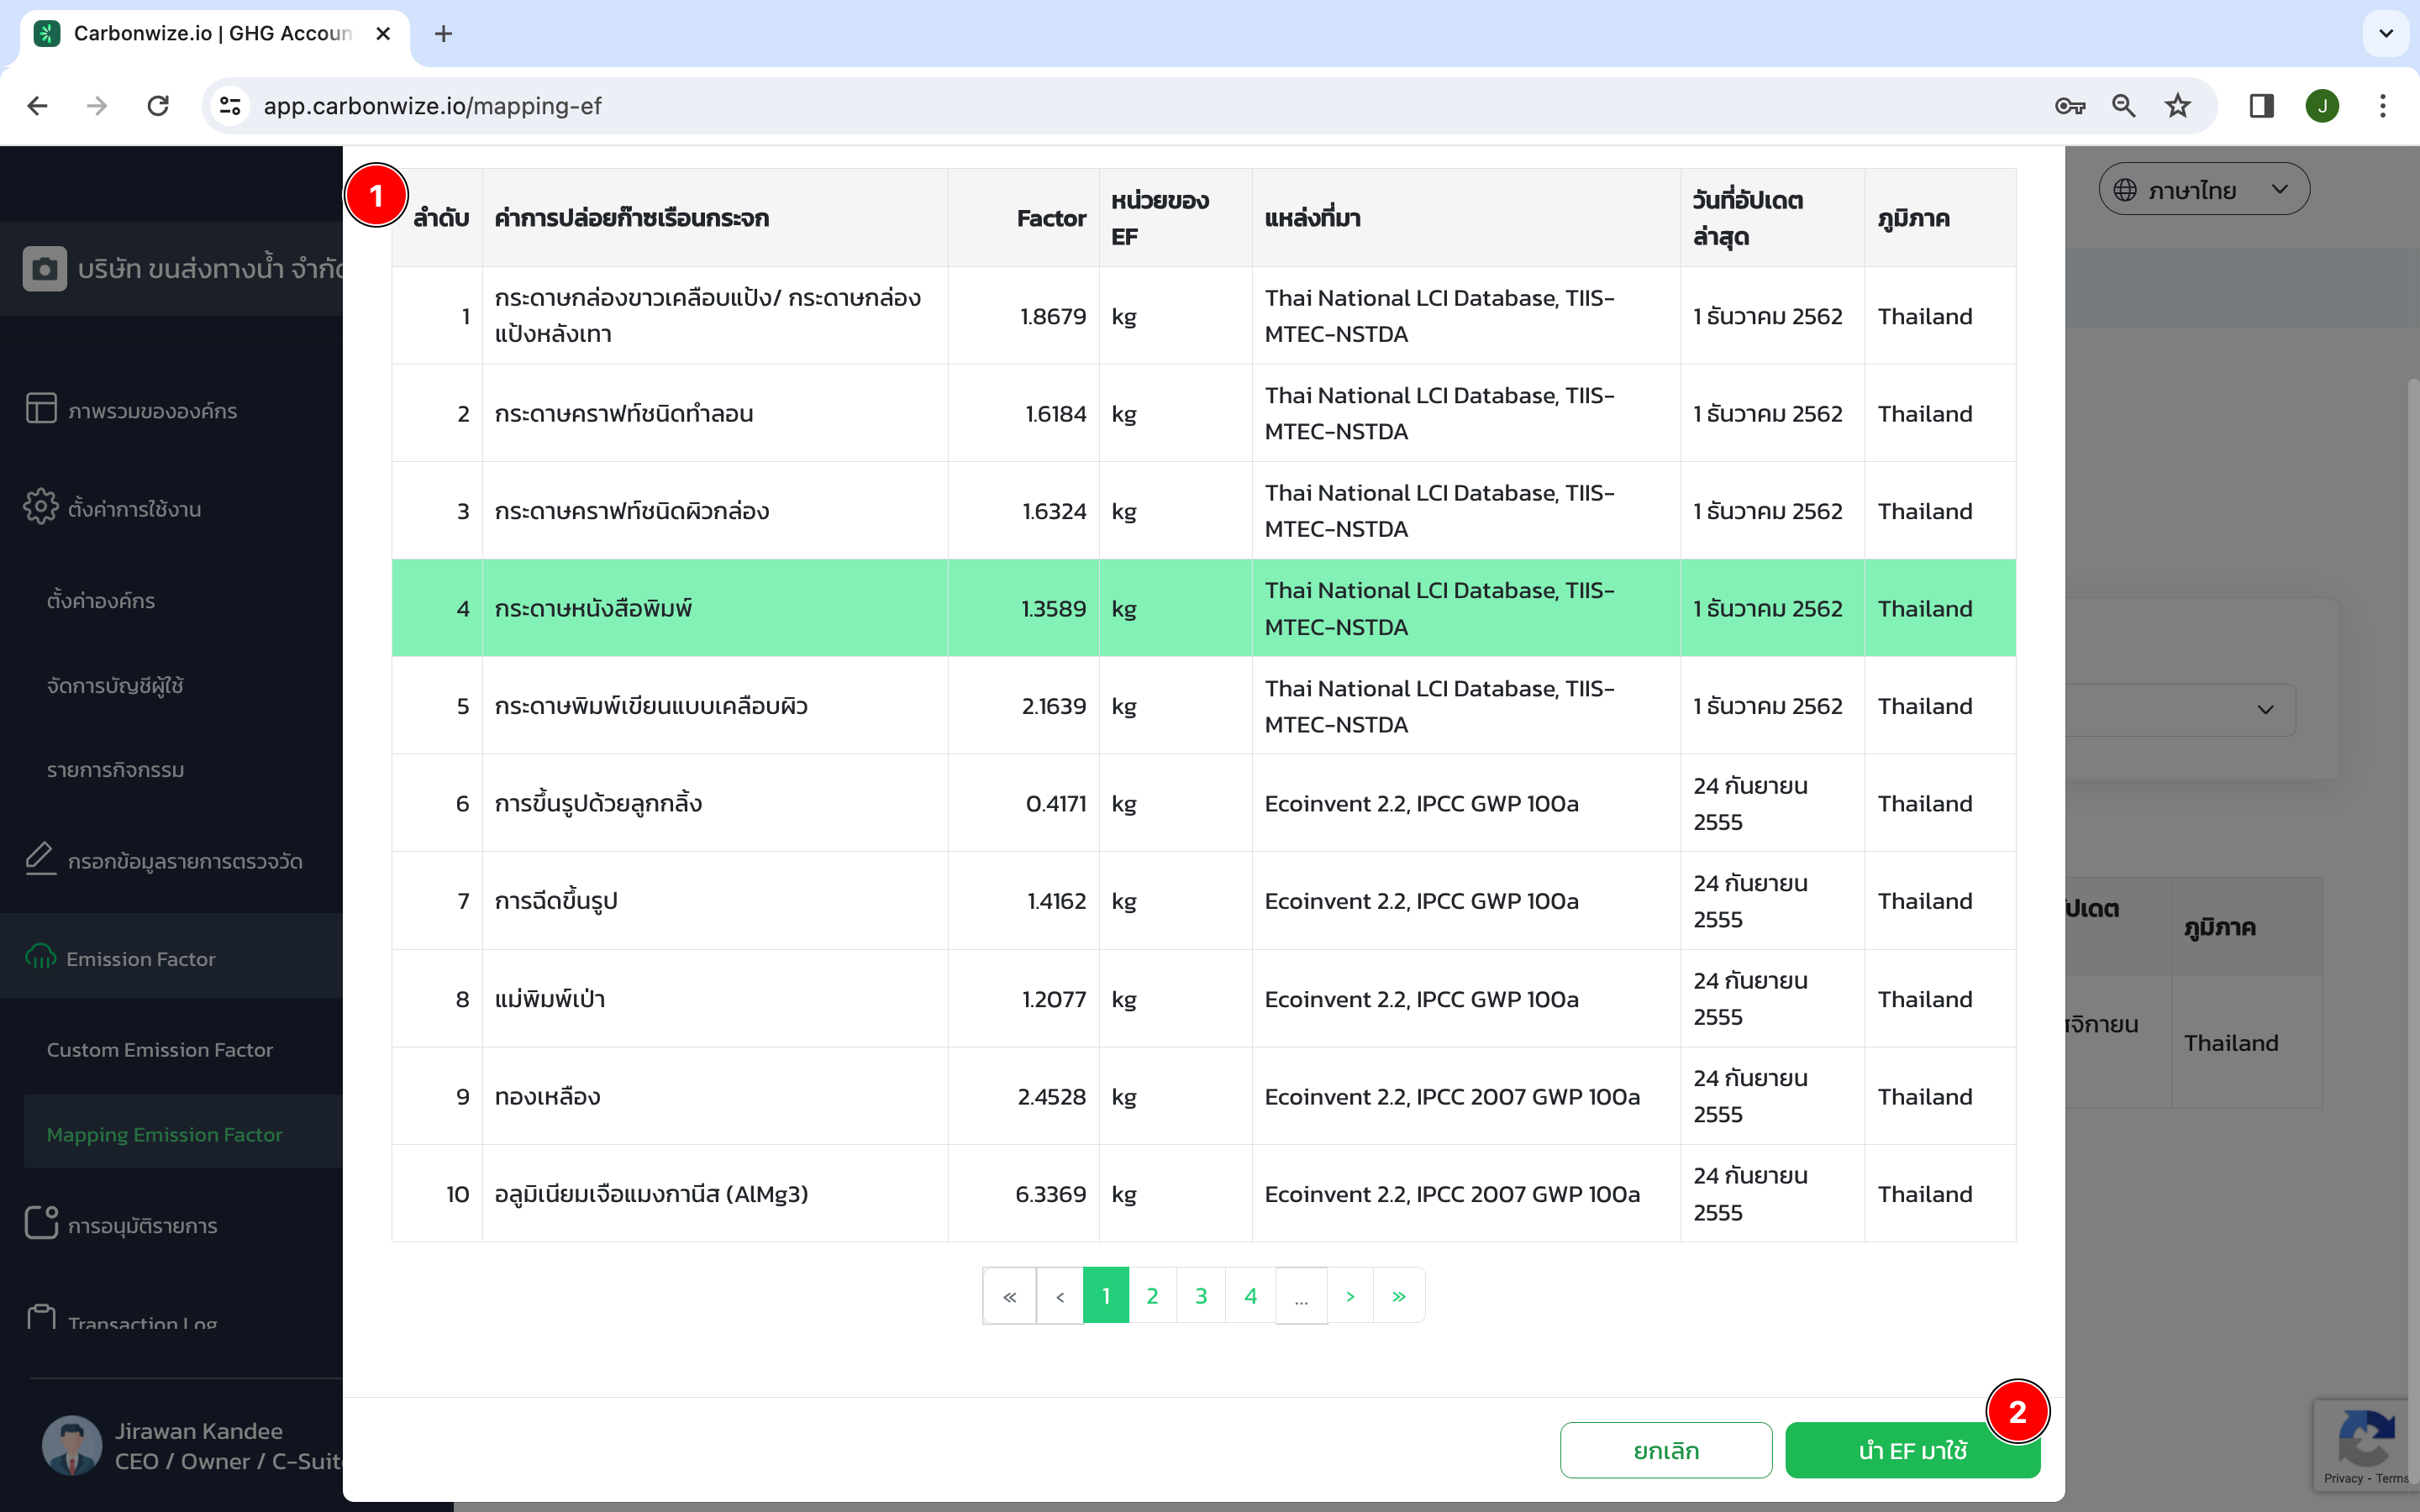 Carbonwize.io | GHG Accoun
app.carbonwize.io/mapping-ef
J
ภาษาไทย
บริษัท ขนส่งทางน้ำ จำกัด
ภาพรวมขององค์กร
ตั้งค่าการใช้งาน
ตั้งค่าองค์กร
จัดการบัญชีผู้ใช้
รายการกิจกรรม
กรอกข้อมูลรายการตรวจวัด
Emission Factor
Custom Emission Factor
Mapping Emission Factor
การอนุมัติรายการ
Transaction Log
Jirawan Kandee
CEO / Owner / C-Suit
1
ลำดับ ค่าการปล่อยก๊าซเรือนกระจก Factor หน่วยของ EF แหล่งที่มา วันที่อัปเดต ล่าสุด ภูมิภาค
1 กระดาษกล่องขาวเคลือบแป้ง/ กระดาษกล่อง แป้งหลังเทา 1.8679 kg Thai National LCI Database, TIIS-MTEC-NSTDA 1 ธันวาคม 2562 Thailand
2 กระดาษคราฟท์ชนิดทำลอน 1.6184 kg Thai National LCI Database, TIIS-MTEC-NSTDA 1 ธันวาคม 2562 Thailand
3 กระดาษคราฟท์ชนิดผิวกล่อง 1.6324 kg Thai National LCI Database, TIIS-MTEC-NSTDA 1 ธันวาคม 2562 Thailand
4 กระดาษหนังสือพิมพ์ 1.3589 kg Thai National LCI Database, TIIS-MTEC-NSTDA 1 ธันวาคม 2562 Thailand
5 กระดาษพิมพ์เขียนแบบเคลือบผิว 2.1639 kg Thai National LCI Database, TIIS-MTEC-NSTDA 1 ธันวาคม 2562 Thailand
6 การขึ้นรูปด้วยลูกกลิ้ง 0.4171 kg Ecoinvent 2.2, IPCC GWP 100a 24 กันยายน 2555 Thailand
7 การฉีดขึ้นรูป 1.4162 kg Ecoinvent 2.2, IPCC GWP 100a 24 กันยายน 2555 Thailand
8 แม่พิมพ์เป่า 1.2077 kg Ecoinvent 2.2, IPCC GWP 100a 24 กันยายน 2555 Thailand
9 ทองเหลือง 2.4528 kg Ecoinvent 2.2, IPCC 2007 GWP 100a 24 กันยายน 2555 Thailand
10 อลูมิเนียมเจือแมงกานีส (AlMg3) 6.3369 kg Ecoinvent 2.2, IPCC 2007 GWP 100a 24 กันยายน 2555 Thailand
« ‹ 1 2 3 4 ... › »
2
ยกเลิก นำ EF มาใช้
ัปเดต ภูมิภาค
ศจิกายน Thailand
Privacy - Terms